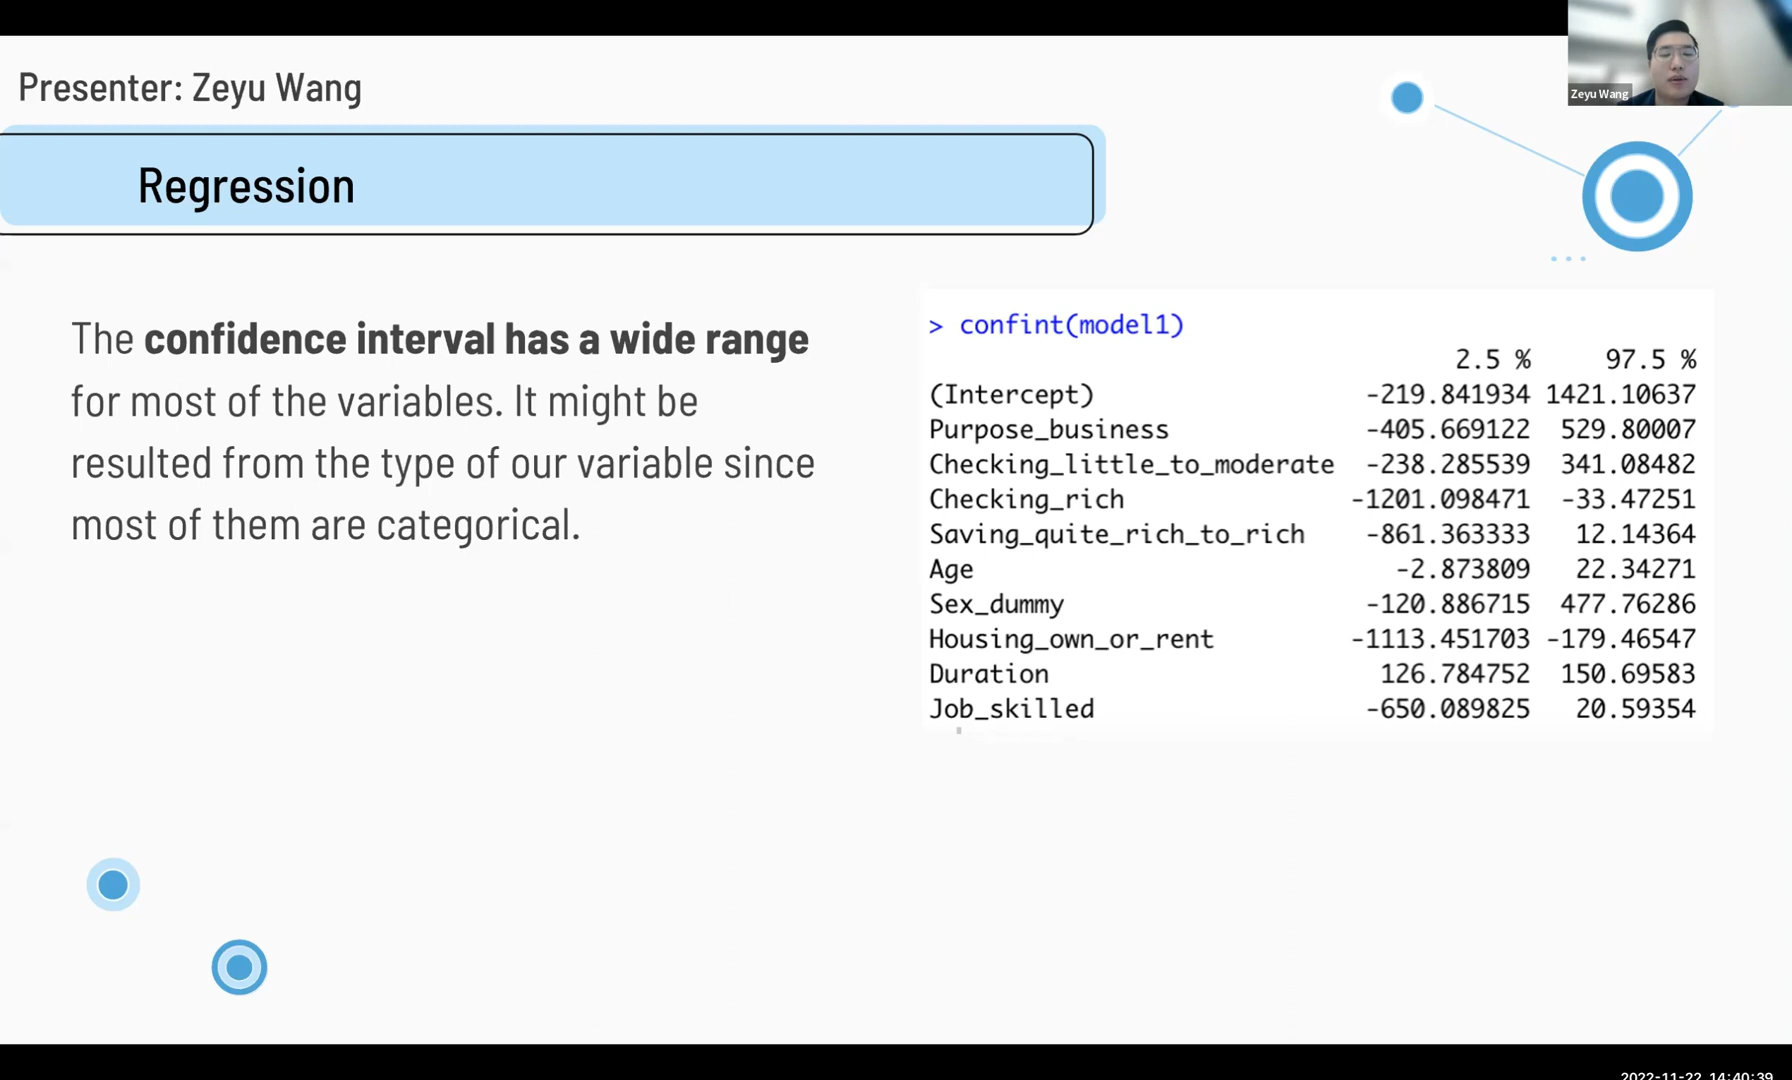 Presenter: Zeyu Wang
Zeyu Wang
Regression
The confidence interval has a wide range
for most of the variables. It might be
resulted from the type of our variable since
most of them are categorical.
> confint(model1)
2.5 % 97.5 %
(Intercept) -219.841934 1421.10637
Purpose_business -405.669122 529.80007
Checking_little_to_moderate -238.285539 341.08482
Checking_rich -1201.098471 -33.47251
Saving_quite_rich_to_rich -861.363333 12.14364
Age -2.873809 22.34271
Sex_dummy -120.886715 477.76286
Housing_own_or_rent -1113.451703 -179.46547
Duration 126.784752 150.69583
Job_skilled -650.089825 20.59354
2022-11-22 14:40:39